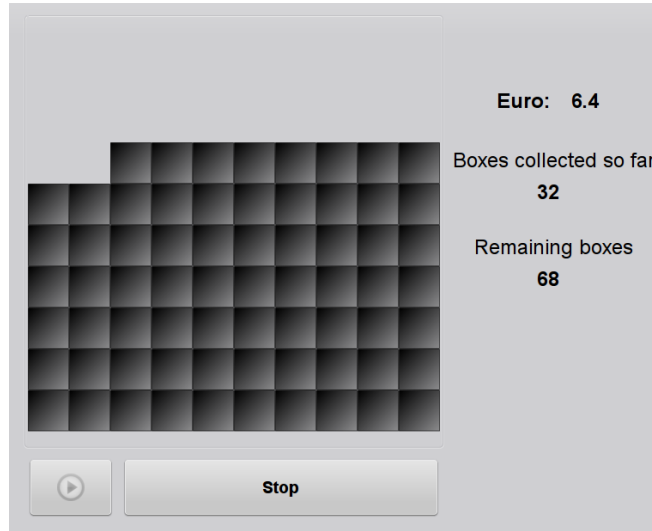 Euro: 6.4
Boxes collected so far
32
Remaining boxes
68
Stop